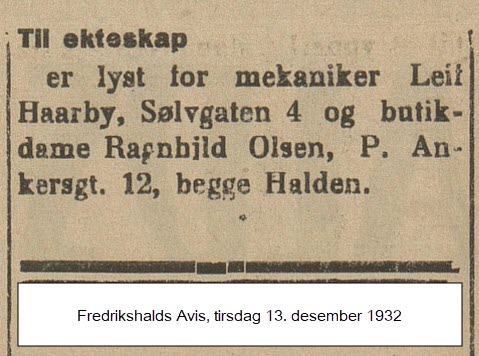 Til ekteskap
er lyst for mekaniker Leif
Haarby, Sølvgaten 4 og butik-
dame Ragnhild Olsen, P. An-
kersgt. 12, begge Halden.
Fredrikshalds Avis, tirsdag 13. desember 1932